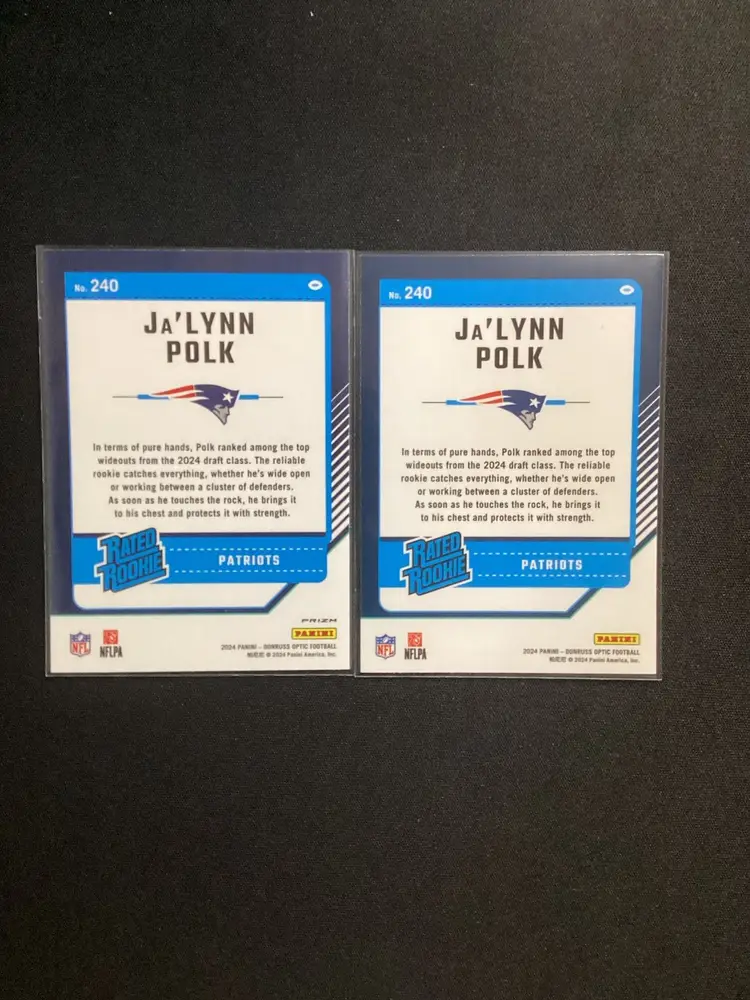 No. 240
JA'LYNN
POLK
In terms of pure hands, Polk ranked among the top
wideouts from the 2024 draft class. The reliable
rookie catches everything, whether he's wide open
or working between a cluster of defenders.
As soon as he touches the rock, he brings it
to his chest and protects it with strength.
RATED
ROOKIE
PATRIOTS
PRIZM
PANINI
NFL
NFLPA
2024 PANINI – DONRUSS OPTIC FOOTBALL
© 2024 Panini America, Inc.
No. 240
JA'LYNN
POLK
In terms of pure hands, Polk ranked among the top
wideouts from the 2024 draft class. The reliable
rookie catches everything, whether he's wide open
or working between a cluster of defenders.
As soon as he touches the rock, he brings it
to his chest and protects it with strength.
RATED
ROOKIE
PATRIOTS
PANINI
NFL
NFLPA
2024 PANINI – DONRUSS OPTIC FOOTBALL
© 2024 Panini America, Inc.